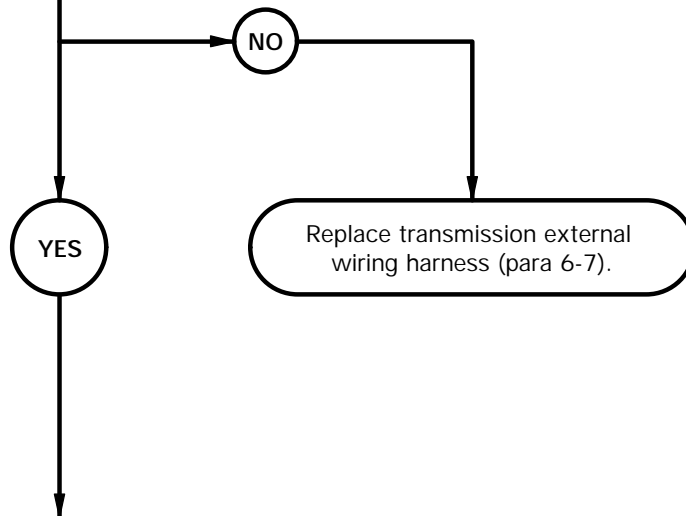 NO
YES
Replace transmission external
wiring harness (para 6-7).